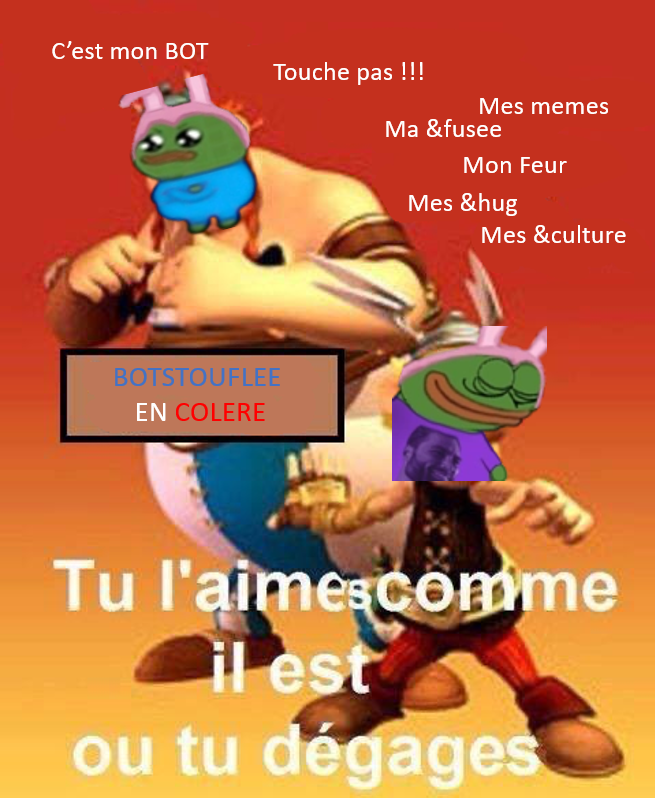 C'est mon BOT
Touche pas !!!
Mes memes
Ma &fusee
Mon Feur
Mes &hug
Mes &culture
BOTSTOUFLEE
EN COLERE
Tu l'aimes comme
il est
ou tu dégages